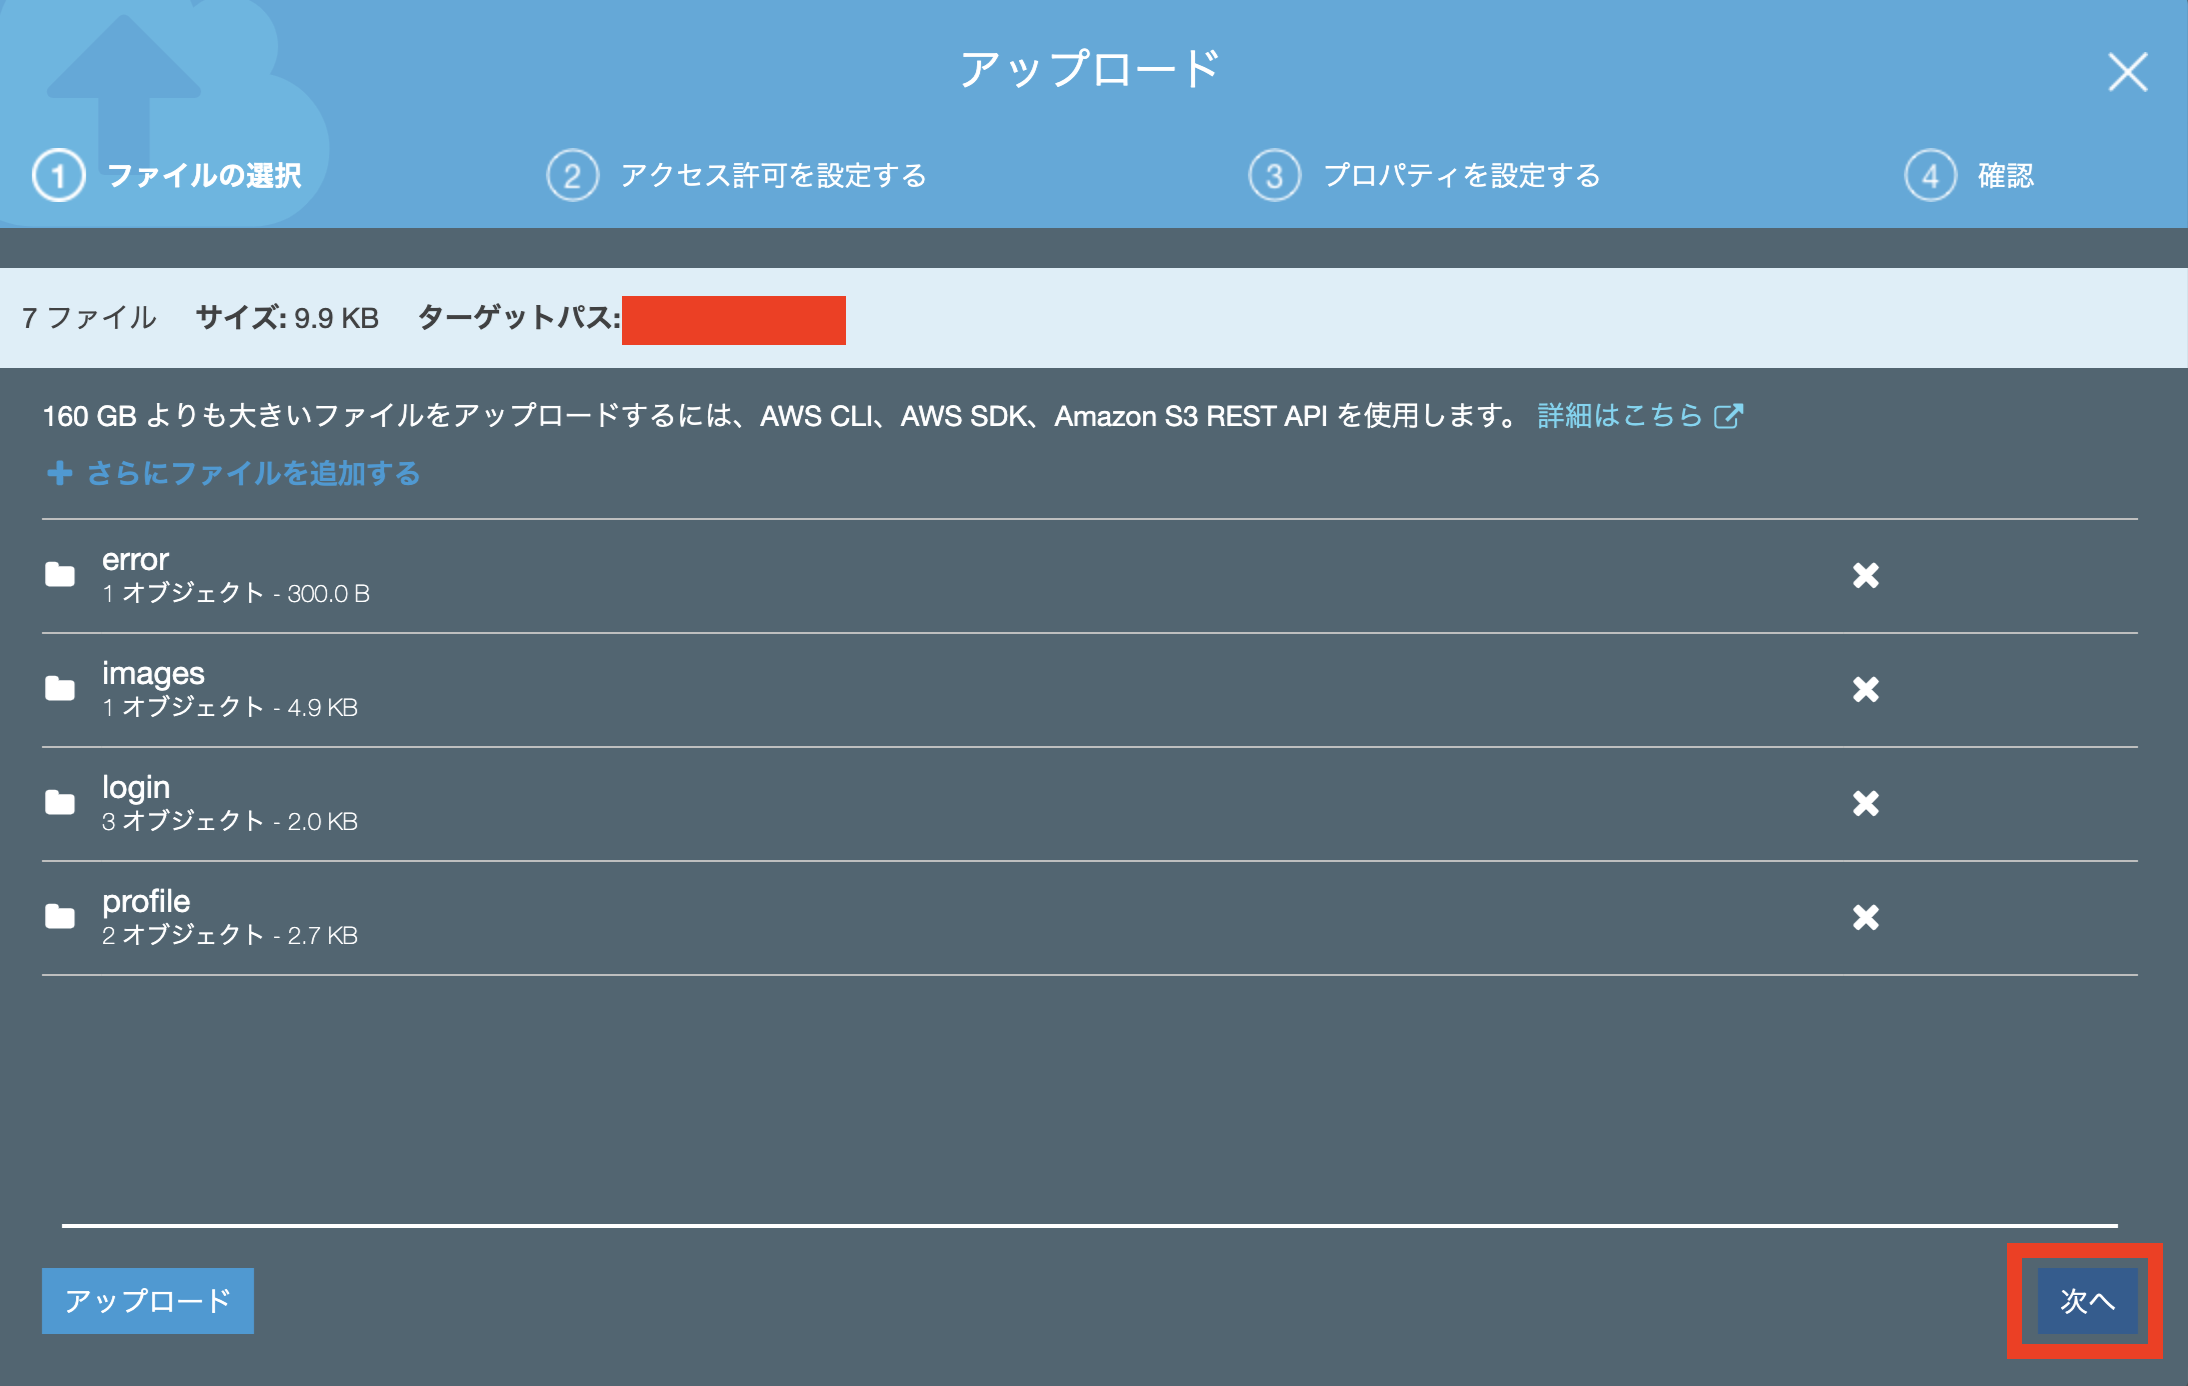 アップロード
1 ファイルの選択 2 アクセス許可を設定する 3 プロパティを設定する 4 確認
7 ファイル サイズ: 9.9 KB ターゲットパス:
160 GB よりも大きいファイルをアップロードするには、AWS CLI、AWS SDK、Amazon S3 REST API を使用します。 詳細はこちら
さらにファイルを追加する
error
1 オブジェクト - 300.0 B
images
1 オブジェクト - 4.9 KB
login
3 オブジェクト - 2.0 KB
profile
2 オブジェクト - 2.7 KB
アップロード 次へ